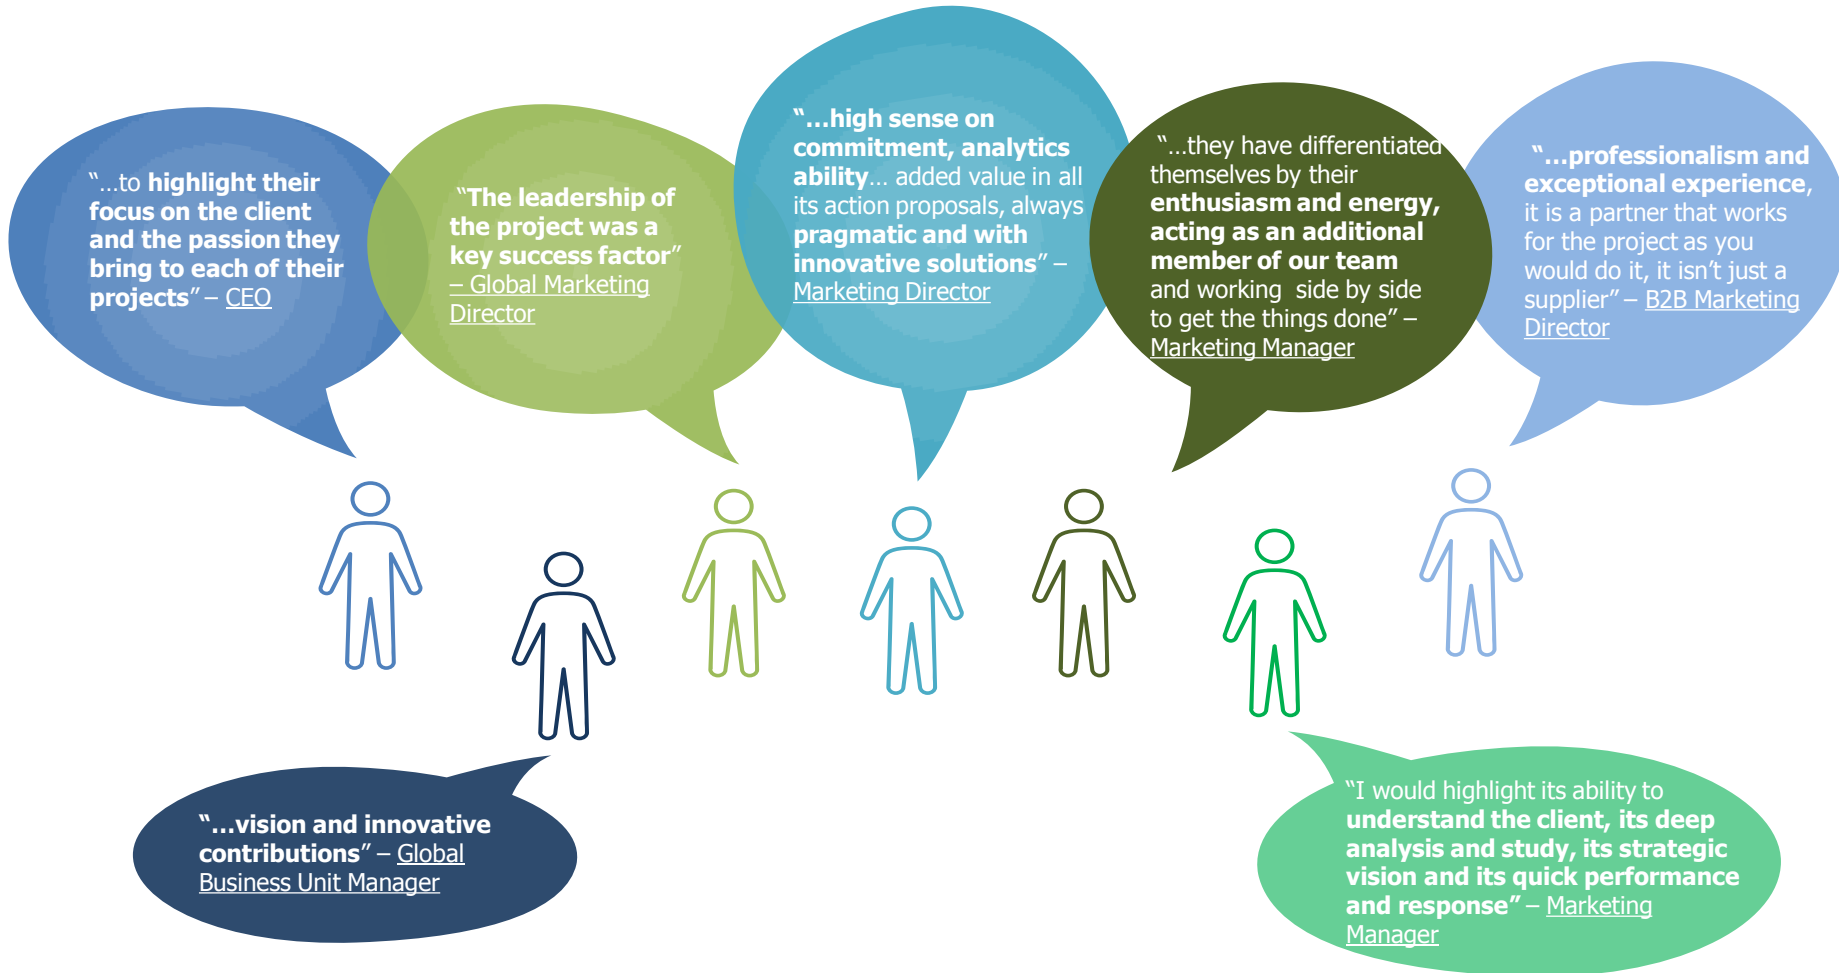 “...to highlight their
focus on the client
and the passion they
bring to each of their
projects” – CEO
“The leadership of
the project was a
key success factor”
– Global Marketing
Director
“...high sense on
commitment, analytics
ability... added value in all
its action proposals, always
pragmatic and with
innovative solutions” –
Marketing Director
“...they have differentiated
themselves by their
enthusiasm and energy,
acting as an additional
member of our team
and working side by side
to get the things done” –
Marketing Manager
“...professionalism and
exceptional experience,
it is a partner that works
for the project as you
would do it, it isn’t just a
supplier” – B2B Marketing
Director
“...vision and innovative
contributions” – Global
Business Unit Manager
“I would highlight its ability to
understand the client, its deep
analysis and study, its strategic
vision and its quick performance
and response” – Marketing
Manager